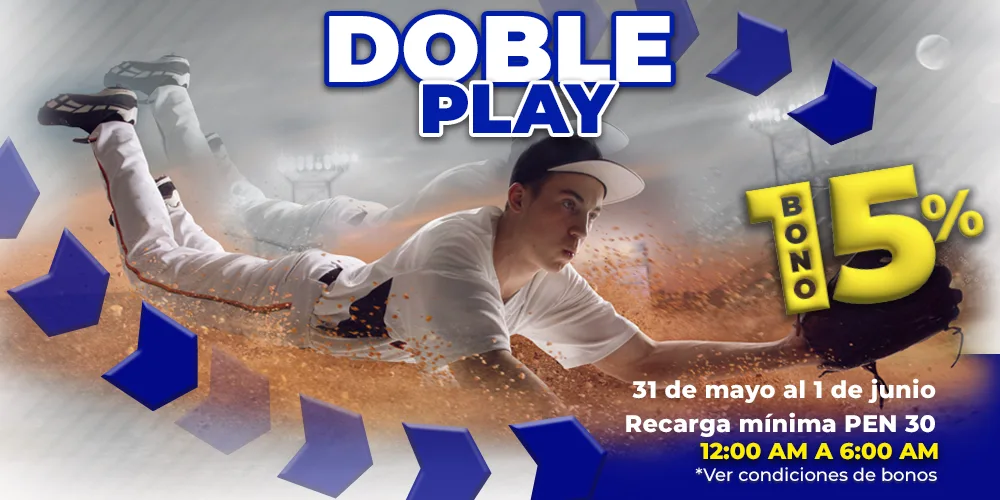 DOBLE
PLAY
BONO
15%
31 de mayo al 1 de junio
Recarga mínima PEN 30
12:00 AM A 6:00 AM
*Ver condiciones de bonos